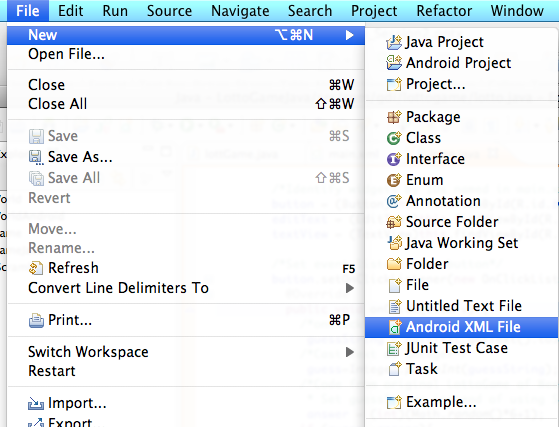 File Edit Run Source Navigate Search Project Refactor Window
New ⌥⌘N
Open File...
Close ⌘W
Close All ⇧⌘W
Save ⌘S
Save As...
Save All ⇧⌘S
Revert
Move...
Rename...
Refresh F5
Convert Line Delimiters To
Print... ⌘P
Switch Workspace
Restart
Import...
Export...
Java Project
Android Project
Project...
Package
Class
Interface
Enum
Annotation
Source Folder
Java Working Set
Folder
File
Untitled Text File
Android XML File
JUnit Test Case
Task
Example...